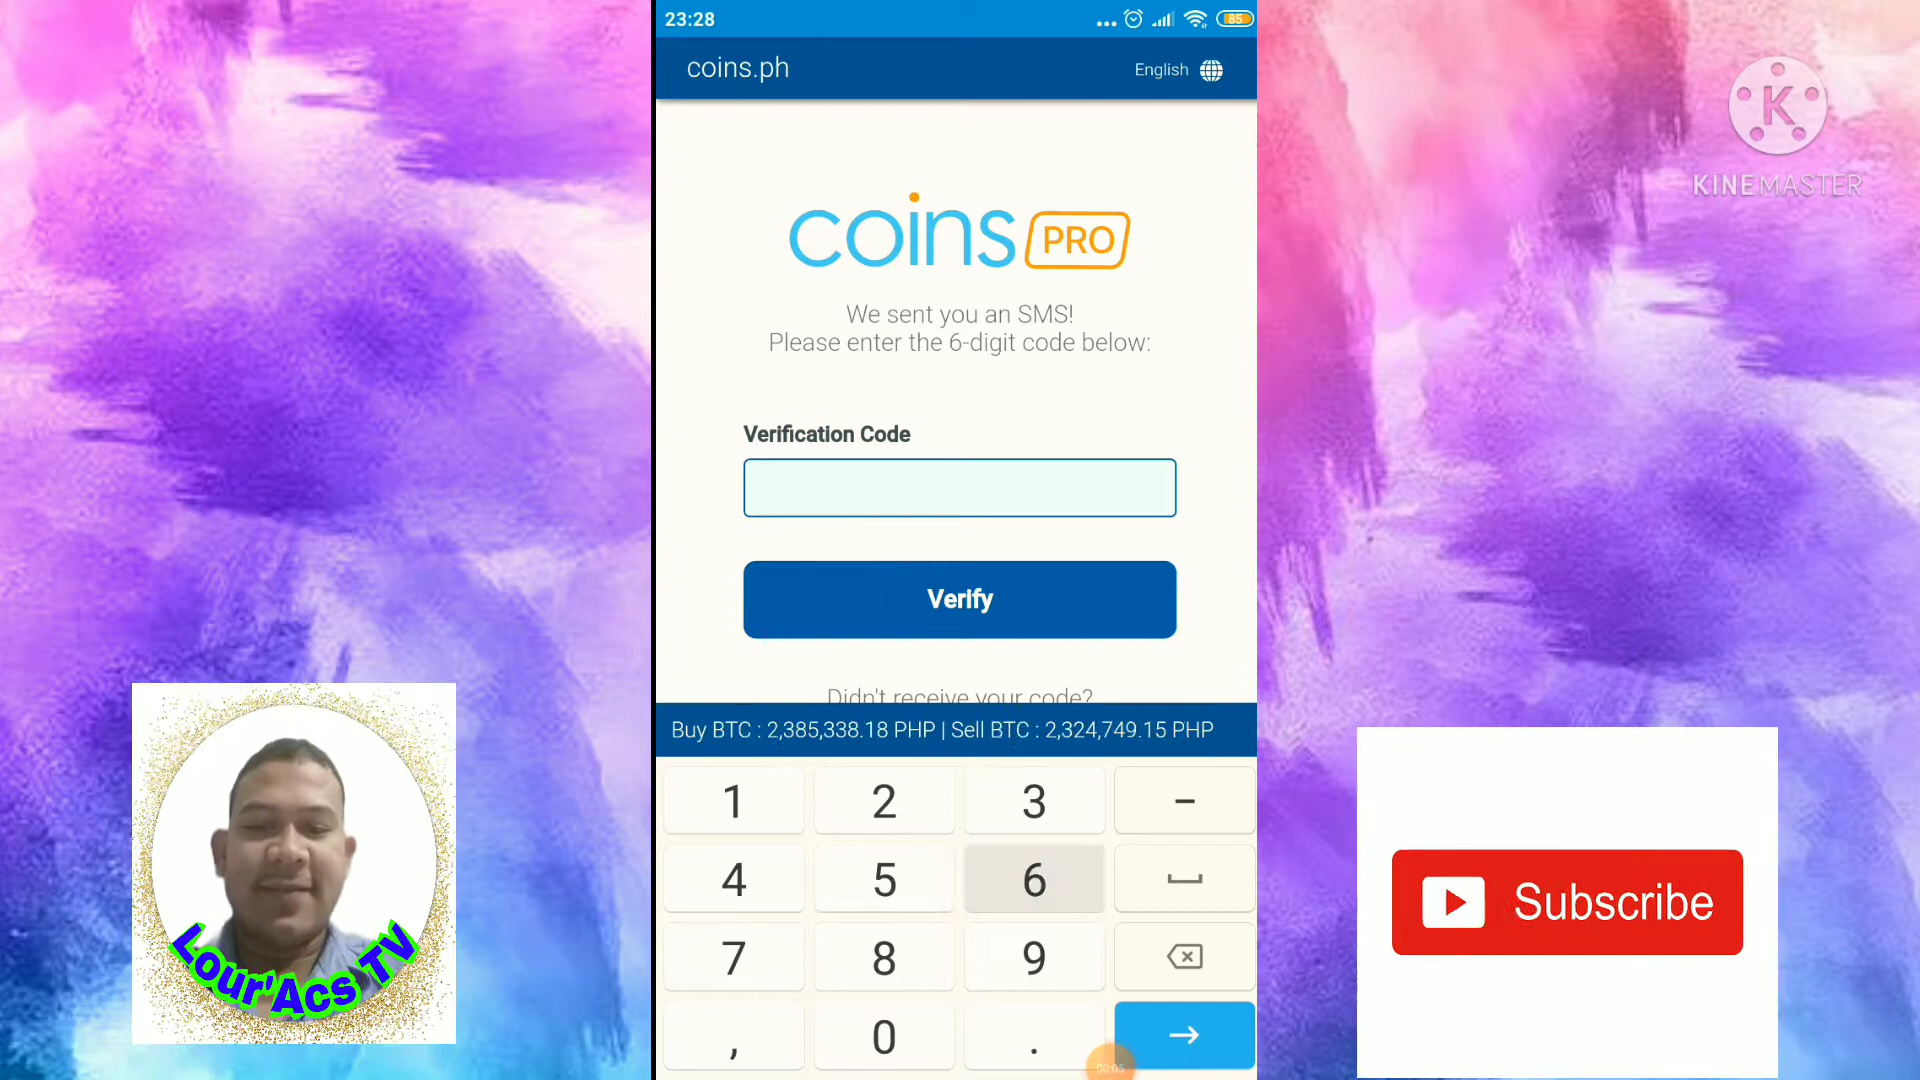 23:28
85
coins.ph
English
K
KINEMASTER
coins PRO
We sent you an SMS!
Please enter the 6-digit code below:
Verification Code
Verify
Didn't receive your code?
Buy BTC : 2,385,338.18 PHP | Sell BTC : 2,324,749.15 PHP
1 2 3 -
4 5 6
7 8 9
, 0 .
00:05
Lour'Acs TV
Subscribe